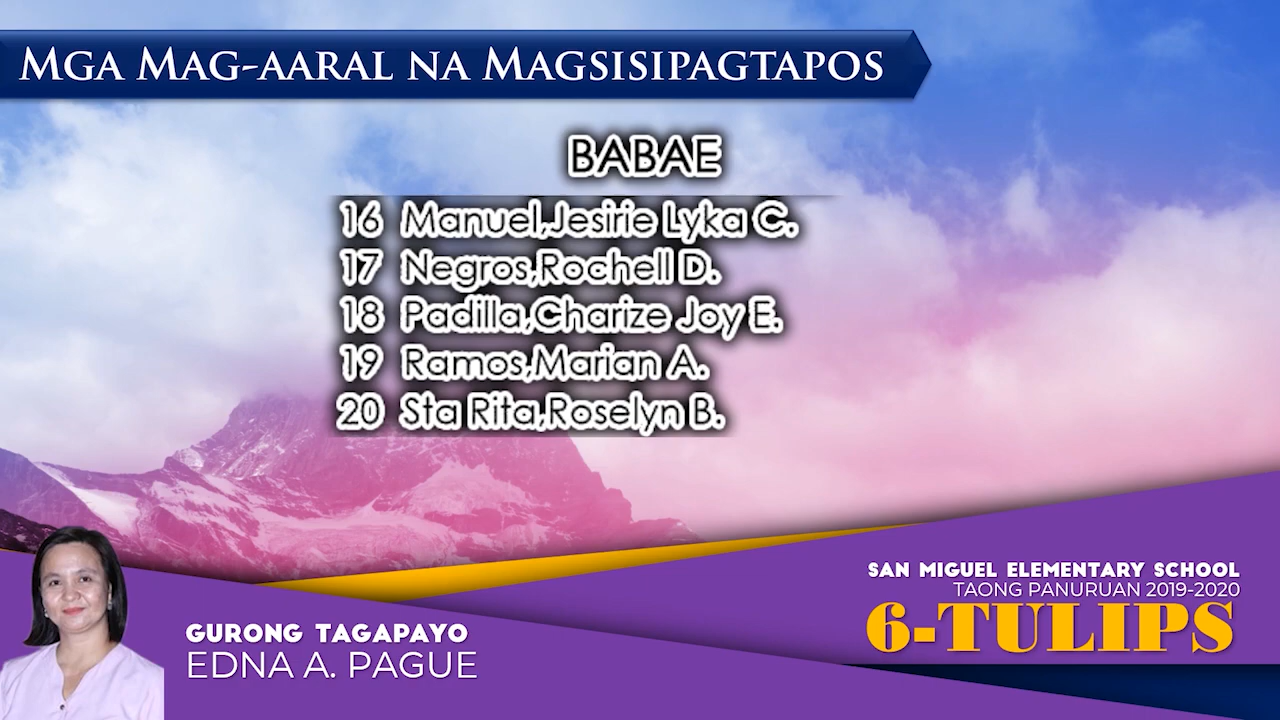 MGA MAG-AARAL NA MAGSISIPAGTAPOS
BABAE
16 Manuel,Jesirie Lyka C.
17 Negros,Rochell D.
18 Padilla,Charize Joy E.
19 Ramos,Marian A.
20 Sta Rita,Roselyn B.
GURONG TAGAPAYO
EDNA A. PAGUE
SAN MIGUEL ELEMENTARY SCHOOL
TAONG PANURUAN 2019-2020
6-TULIPS